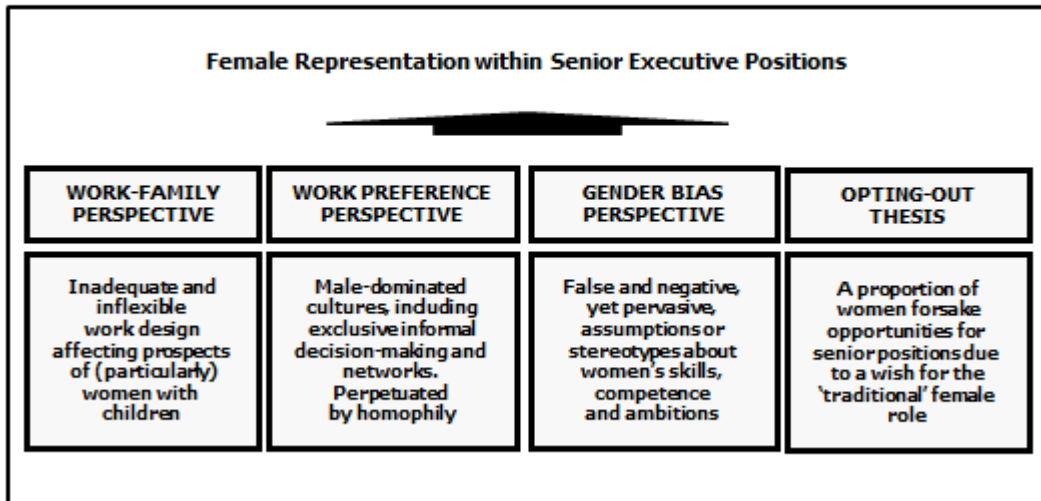 Female Representation within Senior Executive Positions
WORK-FAMILY
PERSPECTIVE
WORK PREFERENCE
PERSPECTIVE
GENDER BIAS
PERSPECTIVE
OPTING-OUT
THESIS
Inadequate and
inflexible
work design
affecting prospects
of (particularly)
women with
children
Male-dominated
cultures, including
exclusive informal
decision-making and
networks.
Perpetuated
by homophily
False and negative,
yet pervasive,
assumptions or
stereotypes about
women's skills,
competence
and ambitions
A proportion of
women forsake
opportunities for
senior positions due
to a wish for the
‘traditional’ female
role